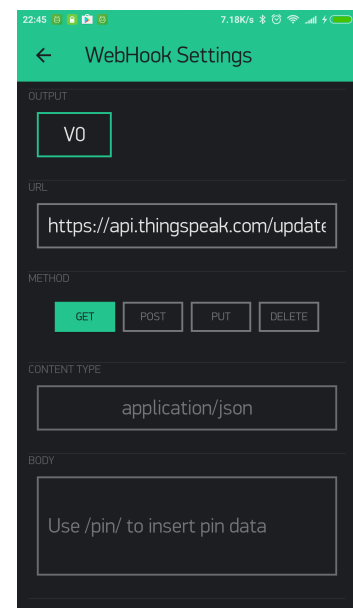 22:45 7.18K/s
WebHook Settings
OUTPUT
V0
URL
https://api.thingspeak.com/update
METHOD
GET POST PUT DELETE
CONTENT TYPE
application/json
BODY
Use /pin/ to insert pin data